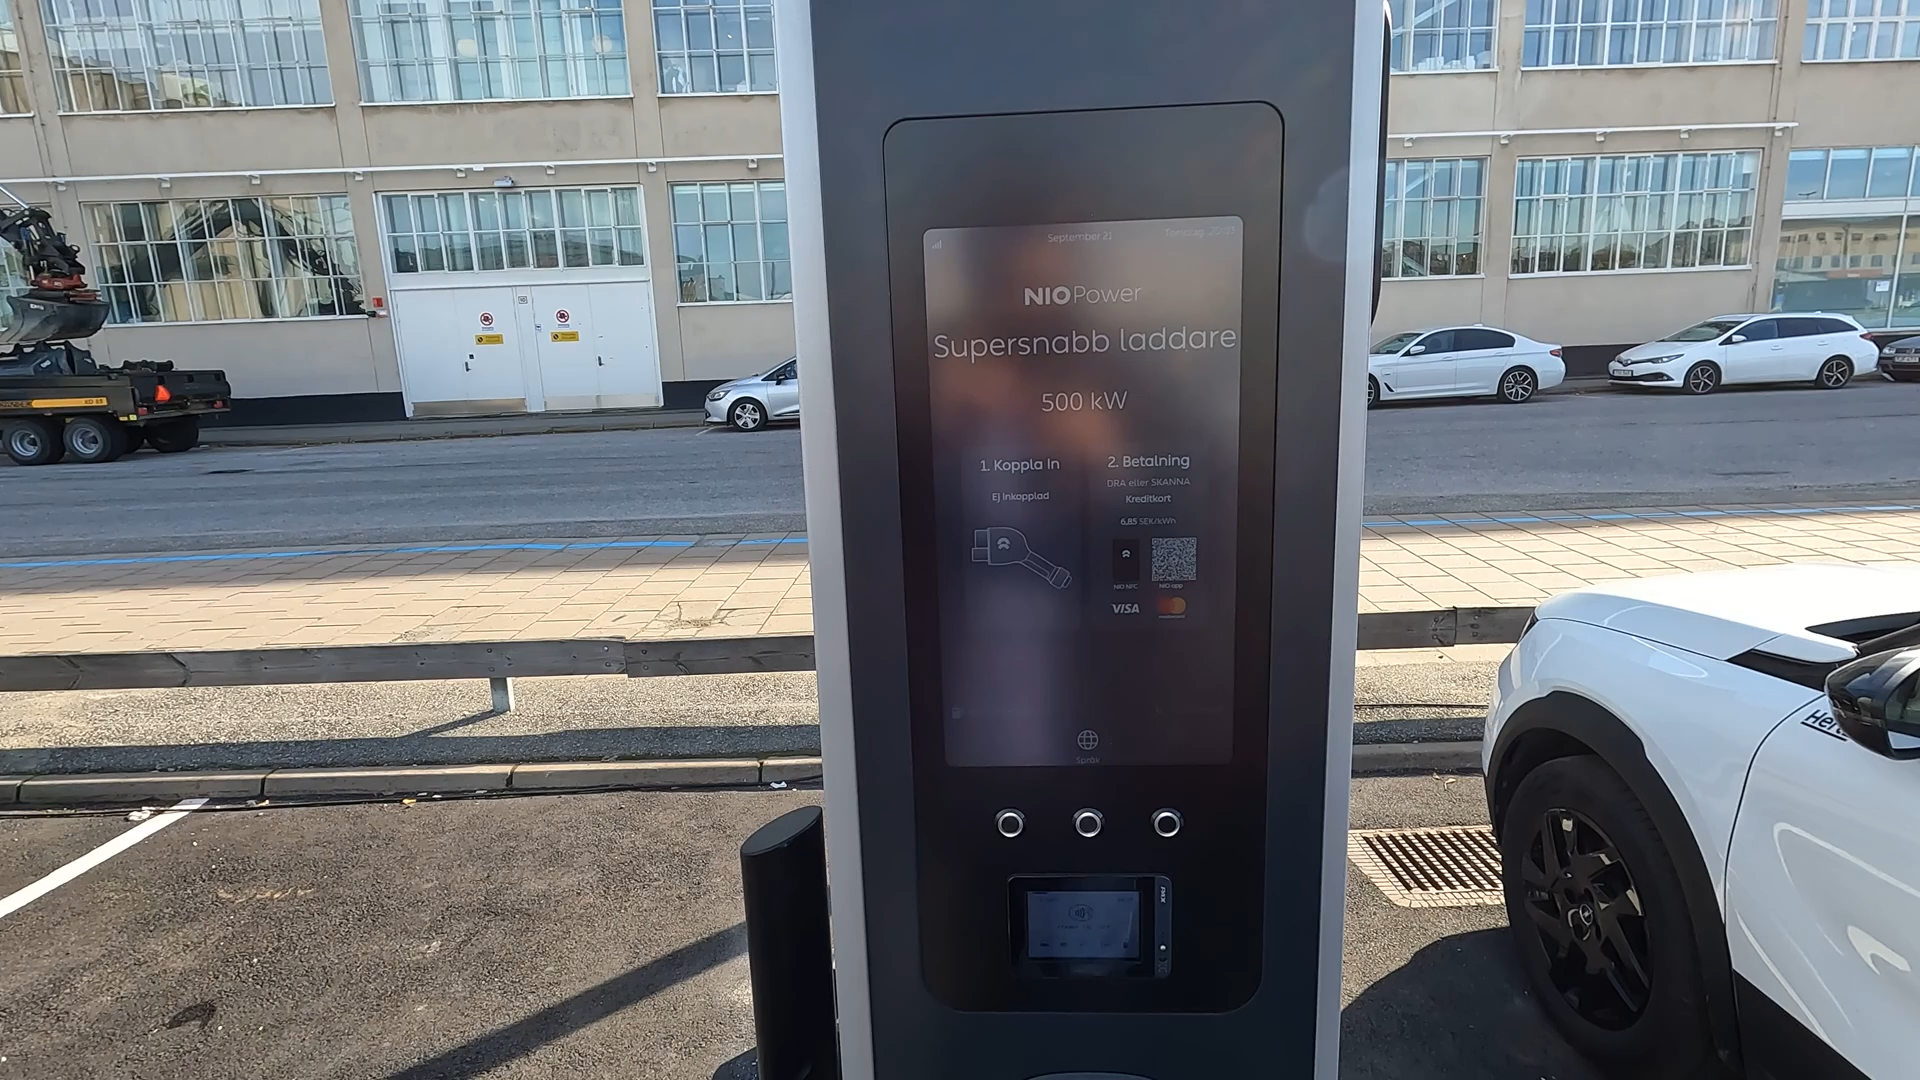 September 21
NIO Power
Supersnabb laddare
500 kW
1. Koppla In
Ej Inkopplad
2. Betalning
DRA eller SKANNA
Kreditkort
6,85 SEK/kWh
NIO NFC
NIO app
VISA
mastercard
Språk